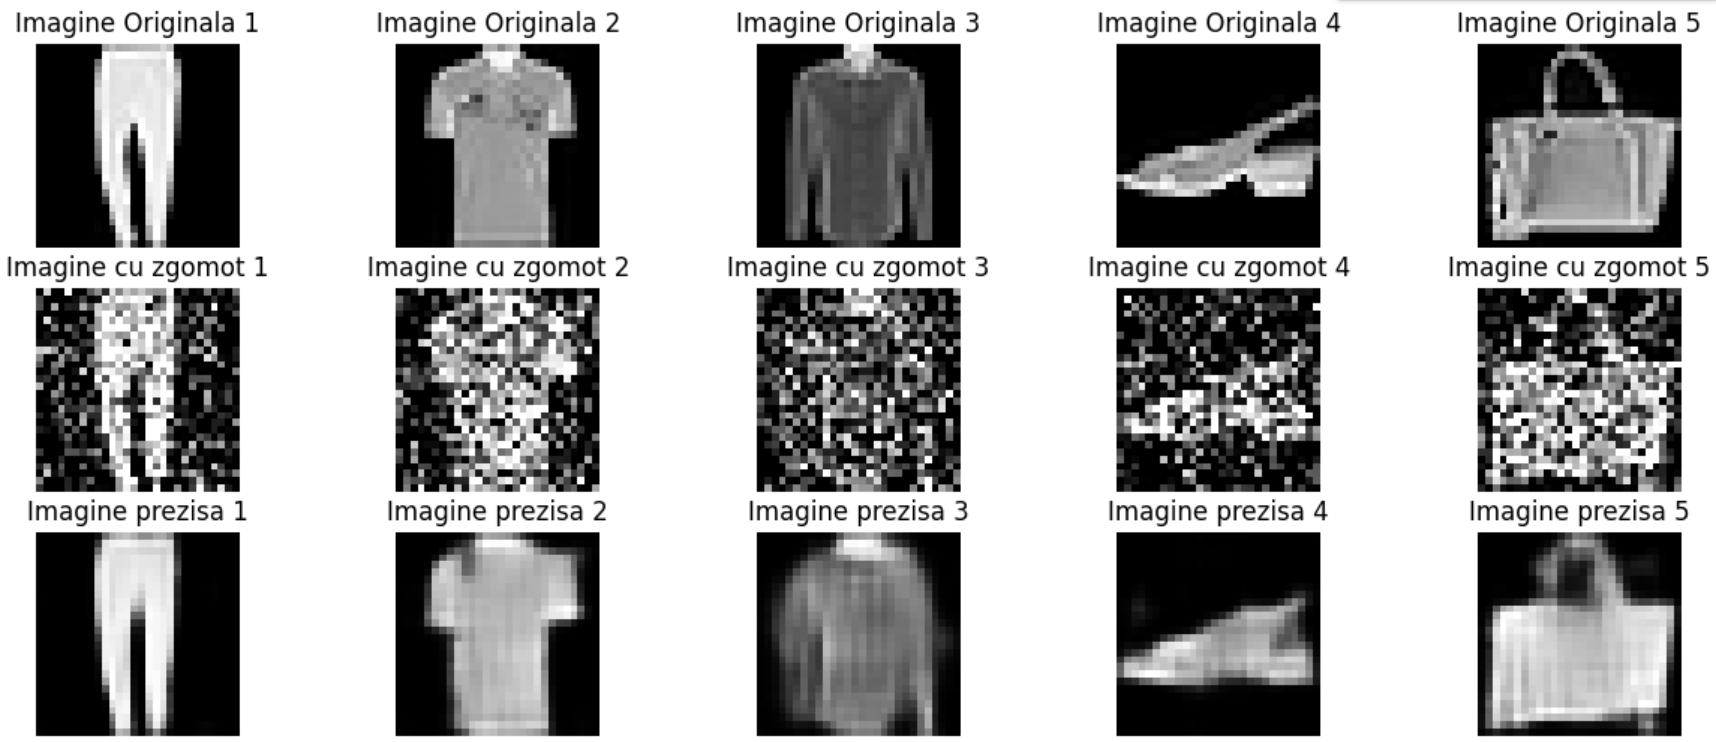 Imagine Originala 1
Imagine Originala 2
Imagine Originala 3
Imagine Originala 4
Imagine Originala 5
Imagine cu zgomot 1
Imagine cu zgomot 2
Imagine cu zgomot 3
Imagine cu zgomot 4
Imagine cu zgomot 5
Imagine prezisa 1
Imagine prezisa 2
Imagine prezisa 3
Imagine prezisa 4
Imagine prezisa 5